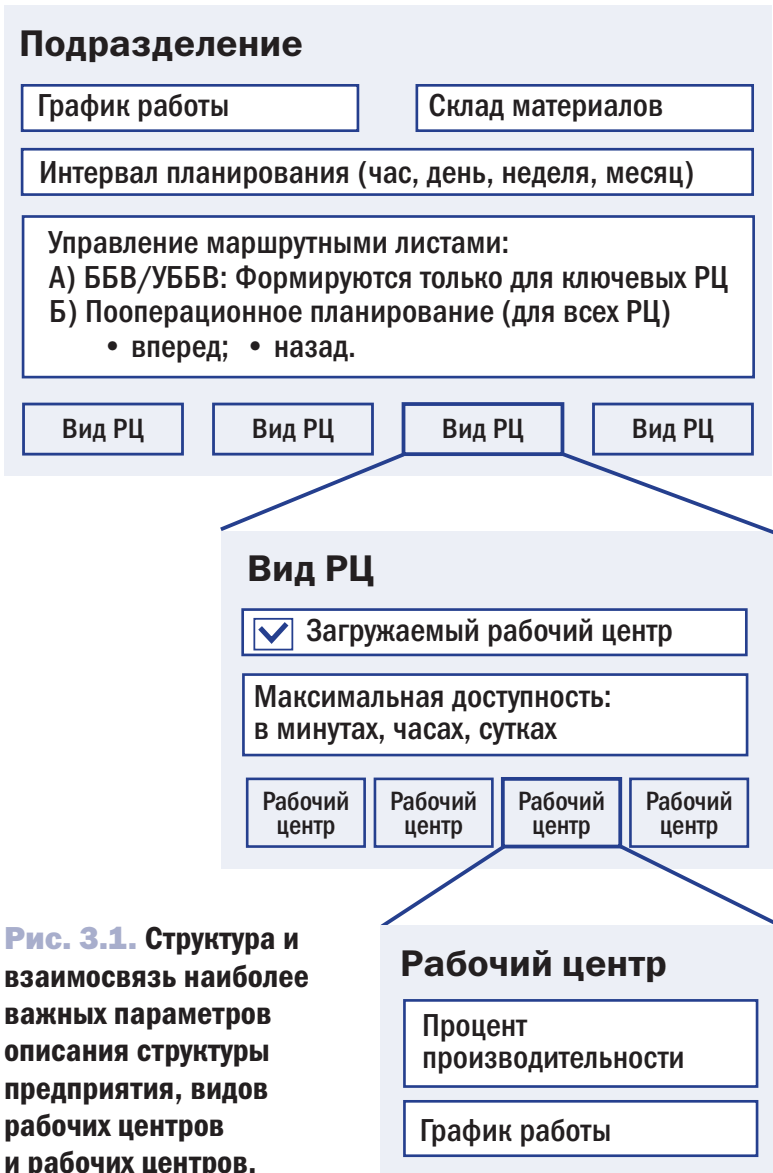 Подразделение
График работы
Склад материалов
Интервал планирования (час, день, неделя, месяц)
Управление маршрутными листами:
А) ББВ/УББВ: Формируются только для ключевых РЦ
Б) Пооперационное планирование (для всех РЦ)
• вперед; • назад.
Вид РЦ
Вид РЦ
Вид РЦ
Вид РЦ
Вид РЦ
Загружаемый рабочий центр
Максимальная доступность:
в минутах, часах, сутках
Рабочий
центр
Рабочий
центр
Рабочий
центр
Рабочий
центр
Рис. 3.1. Структура и
взаимосвязь наиболее
важных параметров
описания структуры
предприятия, видов
рабочих центров
и рабочих центров.
Рабочий центр
Процент
производительности
График работы